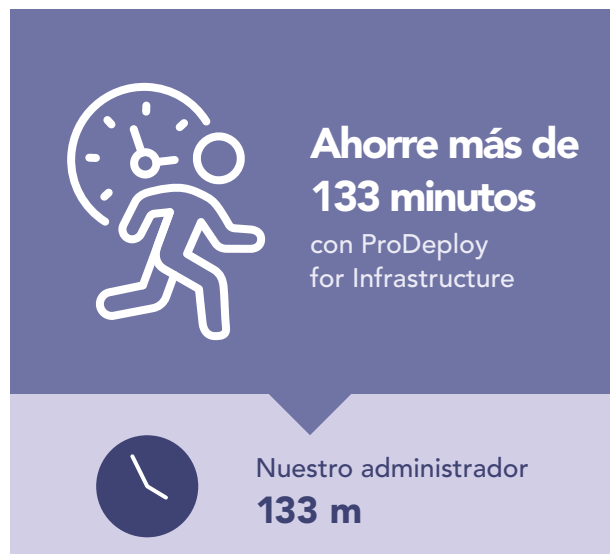 Ahorre más de
133 minutos
con ProDeploy
for Infrastructure
Nuestro administrador
133 m